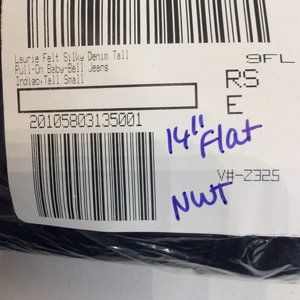 Laurie Felt Silky Denim Tall
Pull-On Baby-Bell Jeans
Indigo,Tall Small
9FL
RS
E
20105803135001
14" Flat
V#-Z325
NWT